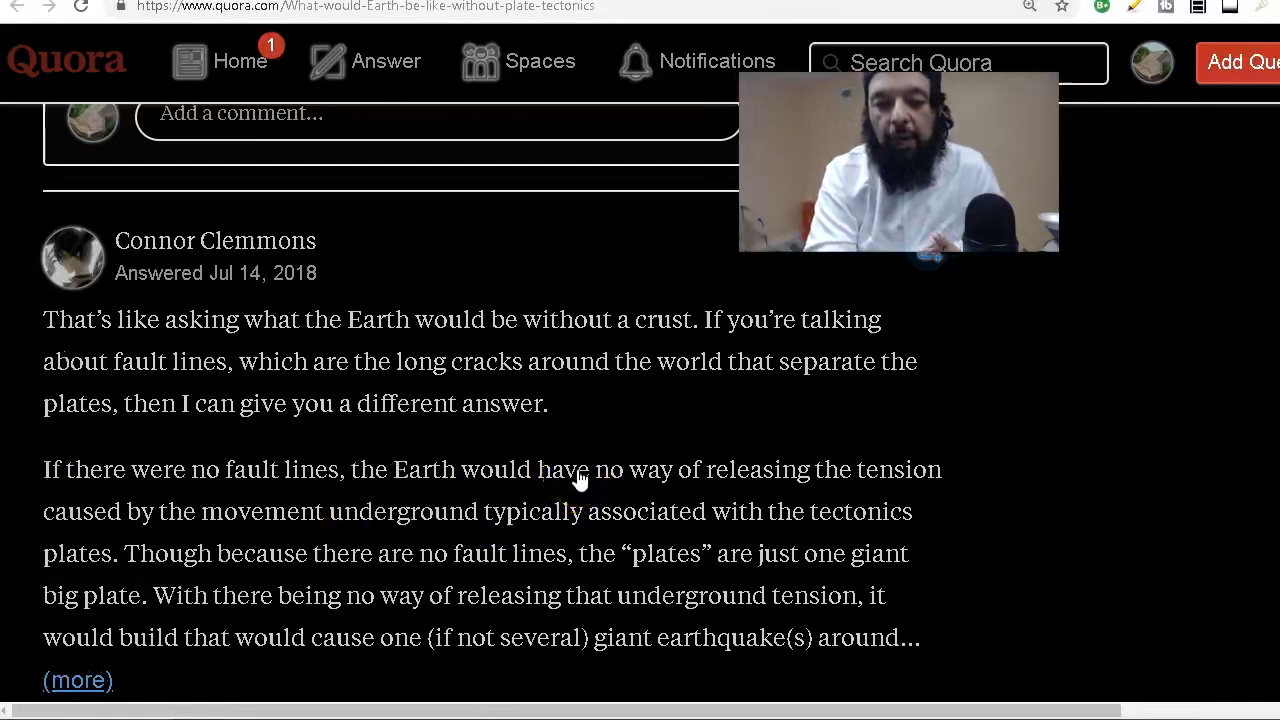 https://www.quora.com/What-would-Earth-be-like-without-plate-tectonics
Quora
Home
1
Answer
Spaces
Notifications
Search Quora
Add Que
Add a comment...
Connor Clemmons
Answered Jul 14, 2018
That’s like asking what the Earth would be without a crust. If you’re talking
about fault lines, which are the long cracks around the world that separate the
plates, then I can give you a different answer.
If there were no fault lines, the Earth would have no way of releasing the tension
caused by the movement underground typically associated with the tectonics
plates. Though because there are no fault lines, the “plates” are just one giant
big plate. With there being no way of releasing that underground tension, it
would build that would cause one (if not several) giant earthquake(s) around...
(more)